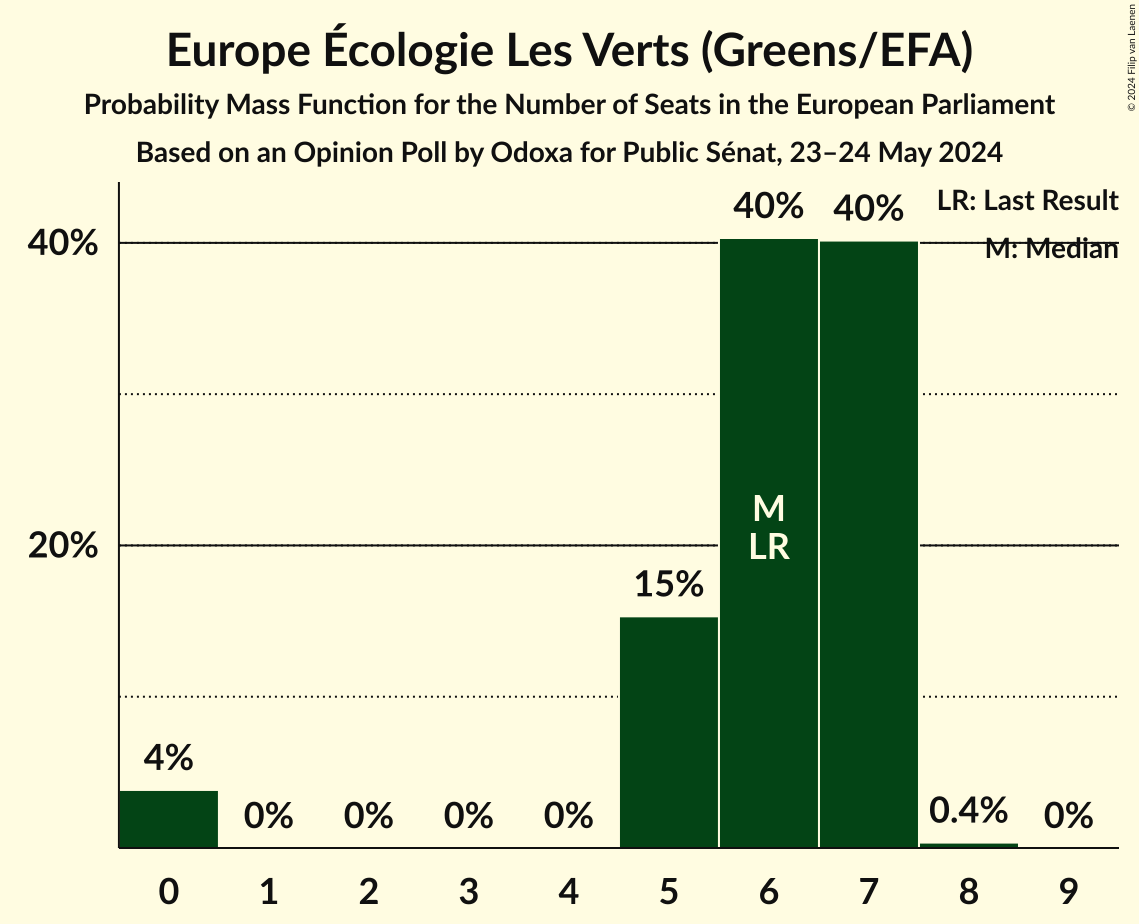 Europe Écologie Les Verts (Greens/EFA)
Probability Mass Function for the Number of Seats in the European Parliament
Based on an Opinion Poll by Odoxa for Public Sénat, 23–24 May 2024
© 2024 Filip van Laenen
LR: Last Result
M: Median
40%
20%
4%
0%
0%
0%
0%
15%
40%
40%
0.4%
0%
M
LR
0
1
2
3
4
5
6
7
8
9